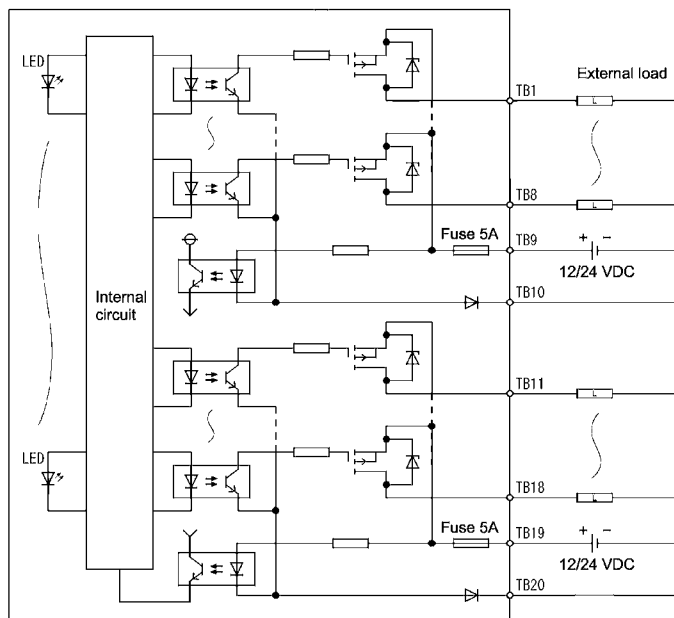 LED
TB1
External load
L
TB8
L
Fuse 5A
TB9
+ −
12/24 VDC
Internal
circuit
TB10
TB11
L
LED
TB18
L
Fuse 5A
TB19
+ −
12/24 VDC
TB20